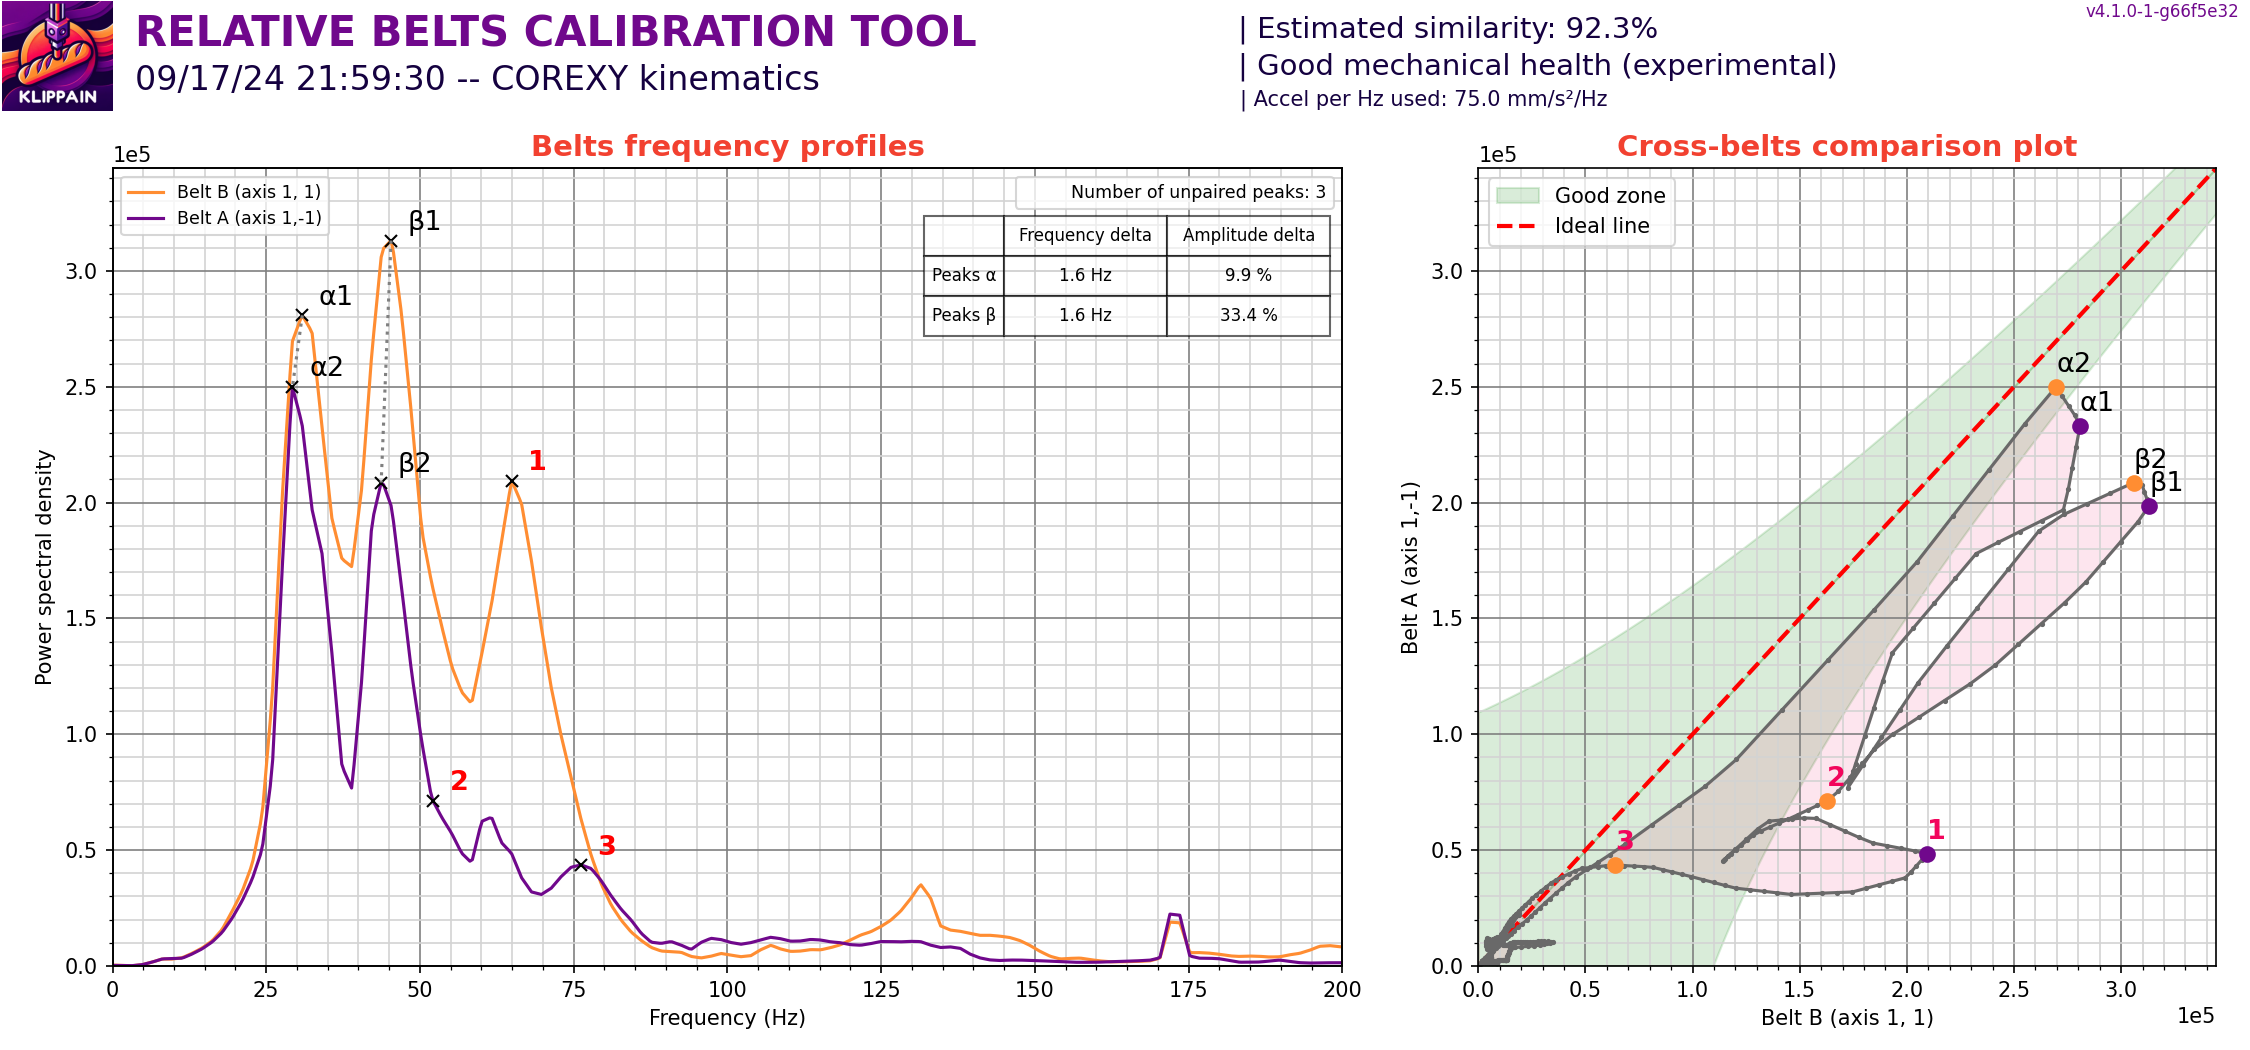 KLIPPAIN
RELATIVE BELTS CALIBRATION TOOL
09/17/24 21:59:30 -- COREXY kinematics
| Estimated similarity: 92.3%
| Good mechanical health (experimental)
| Accel per Hz used: 75.0 mm/s²/Hz
v4.1.0-1-g66f5e32
Belts frequency profiles
1e5
Belt B (axis 1, 1)
Belt A (axis 1,-1)
Number of unpaired peaks: 3
Frequency delta Amplitude delta
Peaks α 1.6 Hz 9.9 %
Peaks β 1.6 Hz 33.4 %
α1
α2
β1
β2
1
2
3
Power spectral density
3.0
2.5
2.0
1.5
1.0
0.5
0.0
0 25 50 75 100 125 150 175 200
Frequency (Hz)
Cross-belts comparison plot
1e5
Good zone
Ideal line
α2
α1
β2
β1
2
1
3
Belt A (axis 1,-1)
3.0
2.5
2.0
1.5
1.0
0.5
0.0
0.0 0.5 1.0 1.5 2.0 2.5 3.0
1e5
Belt B (axis 1, 1)